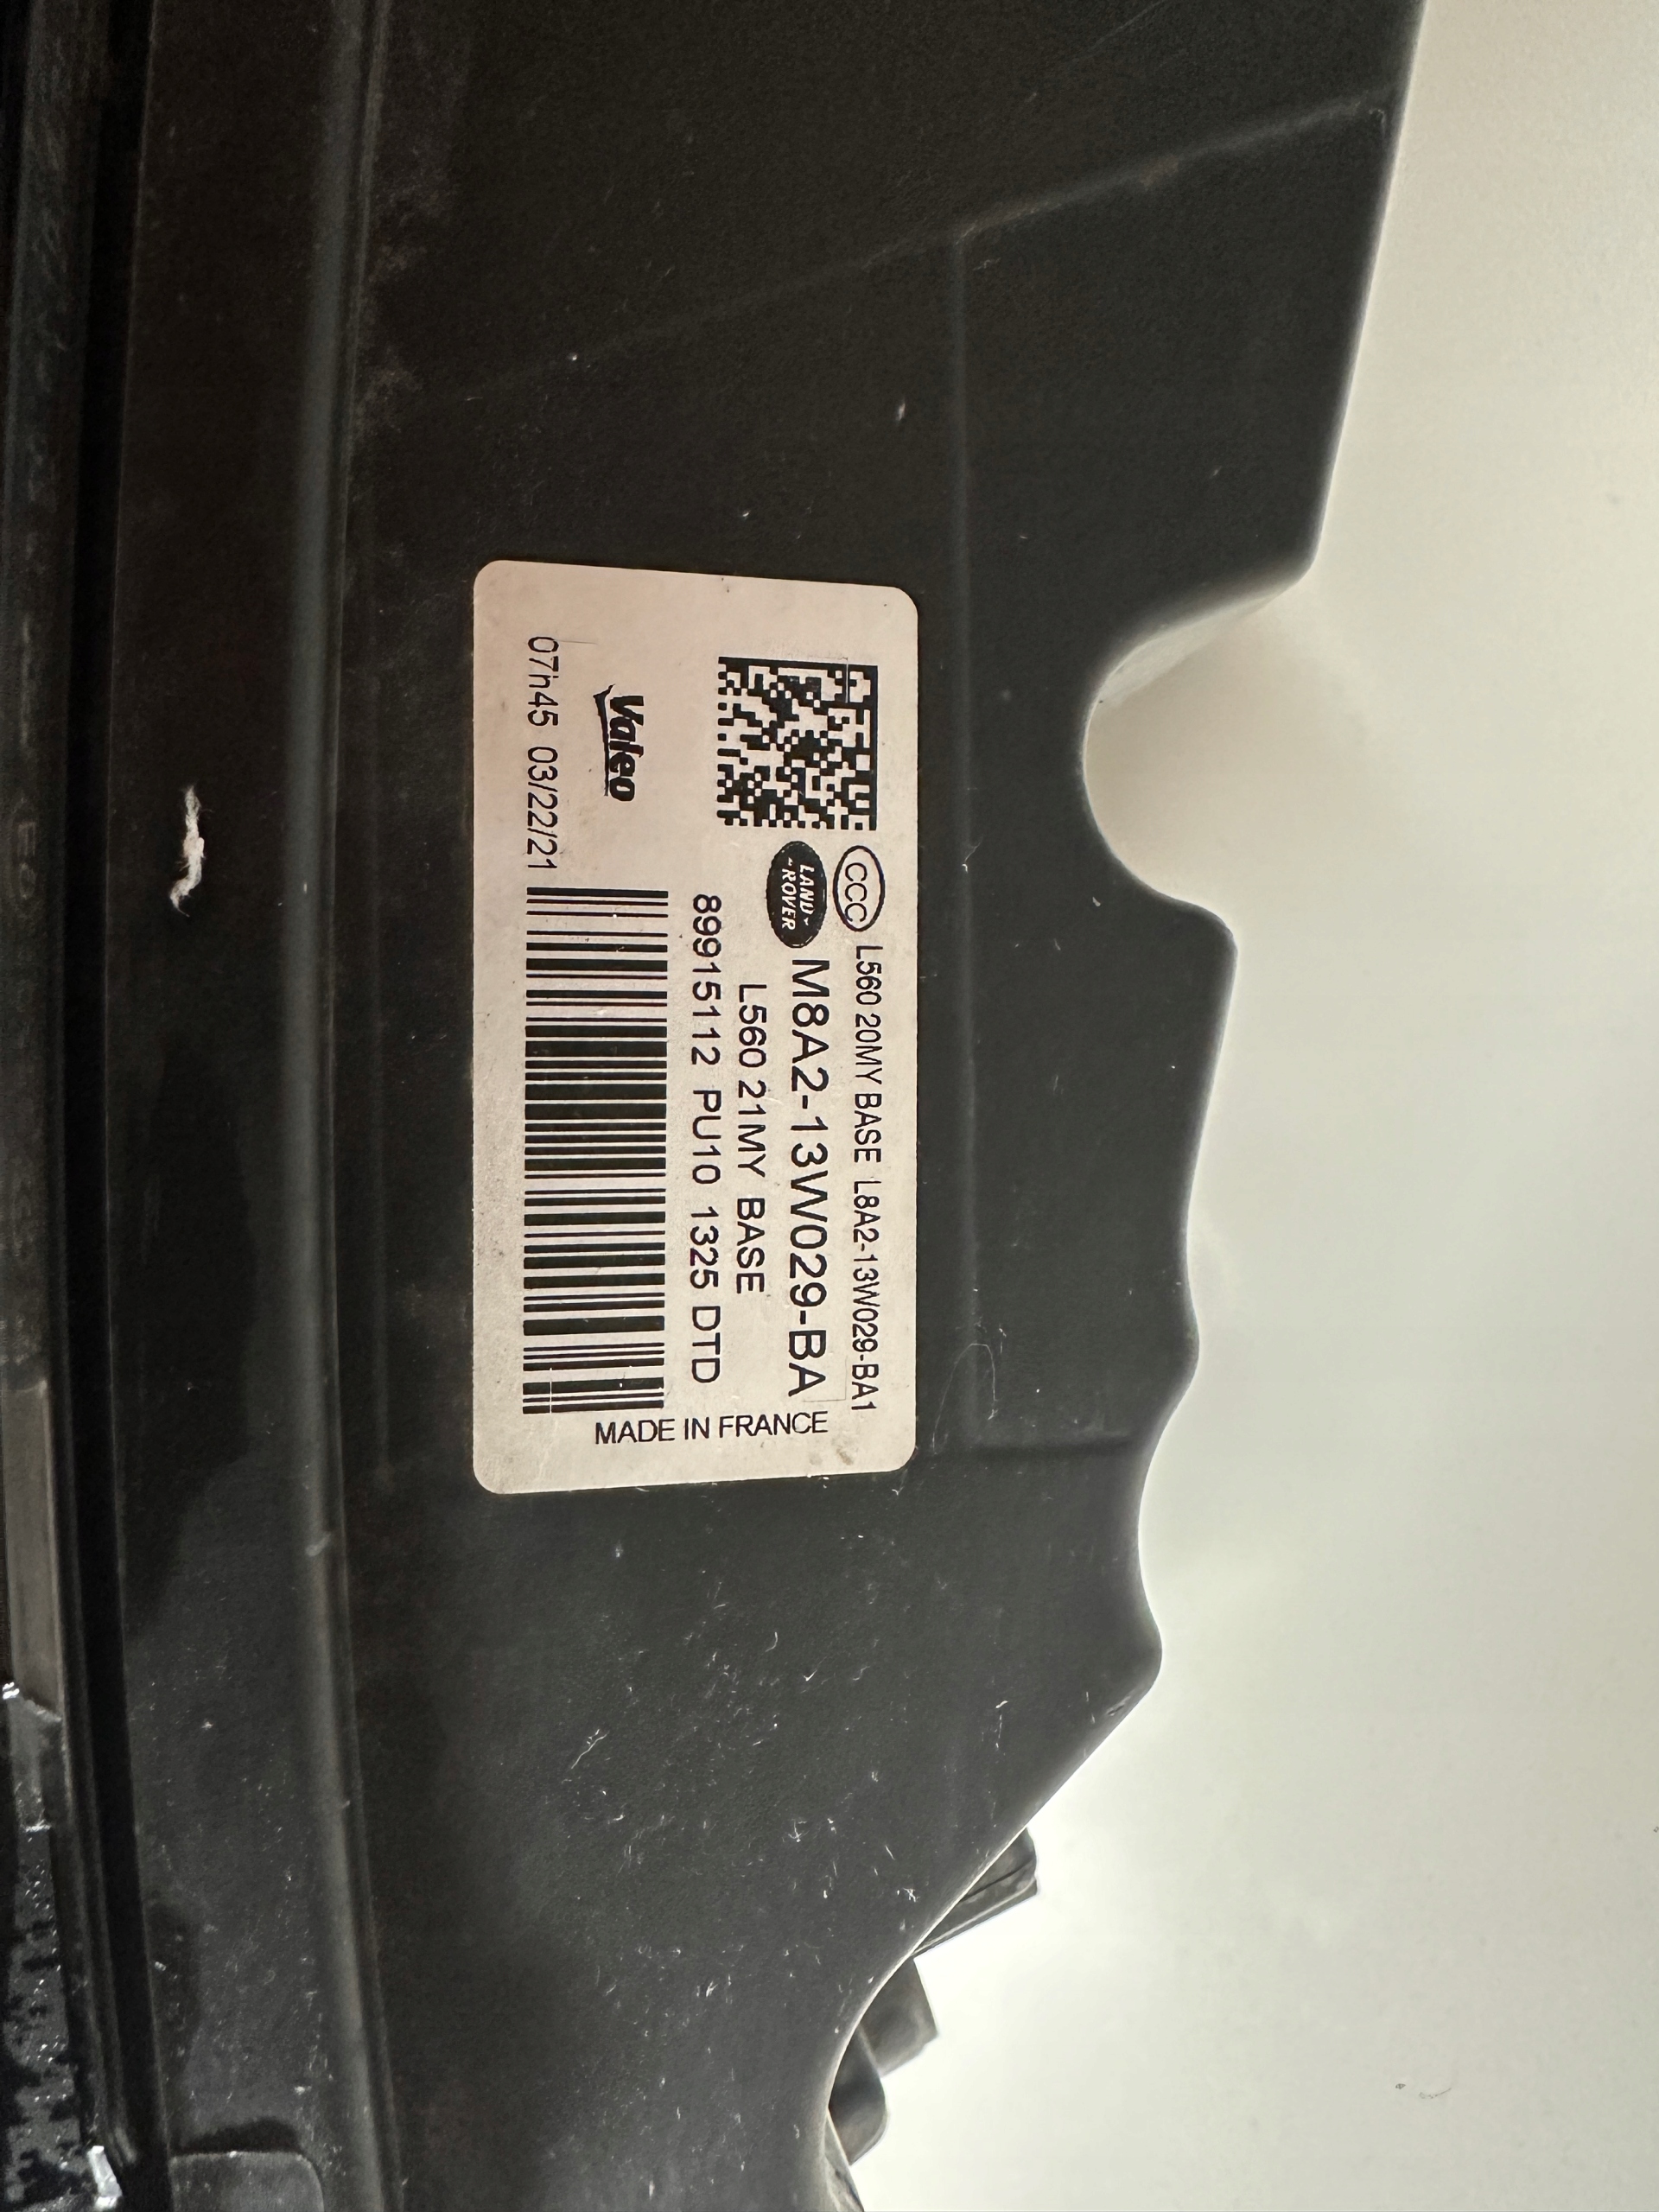 CCC L560 20MY BASE L8A2-13W029-BA1
LAND ROVER M8A2-13W029-BA
L560 21MY BASE
89915112 PU10 1325 DTD
Valeo
07h45 03/22/21
MADE IN FRANCE